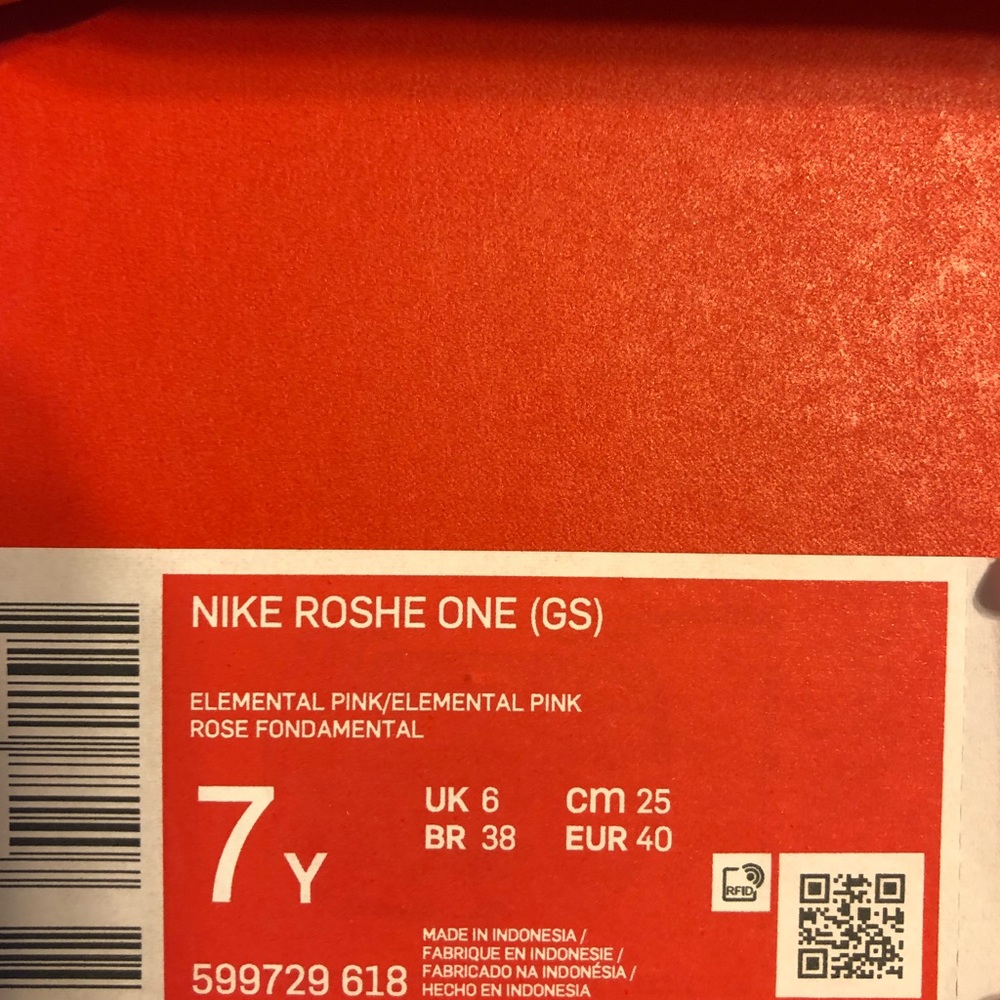 NIKE ROSHE ONE (GS)
ELEMENTAL PINK/ELEMENTAL PINK
ROSE FONDAMENTAL
7 Y
UK 6 cm 25
BR 38 EUR 40
RFID
599729 618
MADE IN INDONESIA /
FABRIQUE EN INDONESIE /
FABRICADO NA INDONÉSIA /
HECHO EN INDONESIA